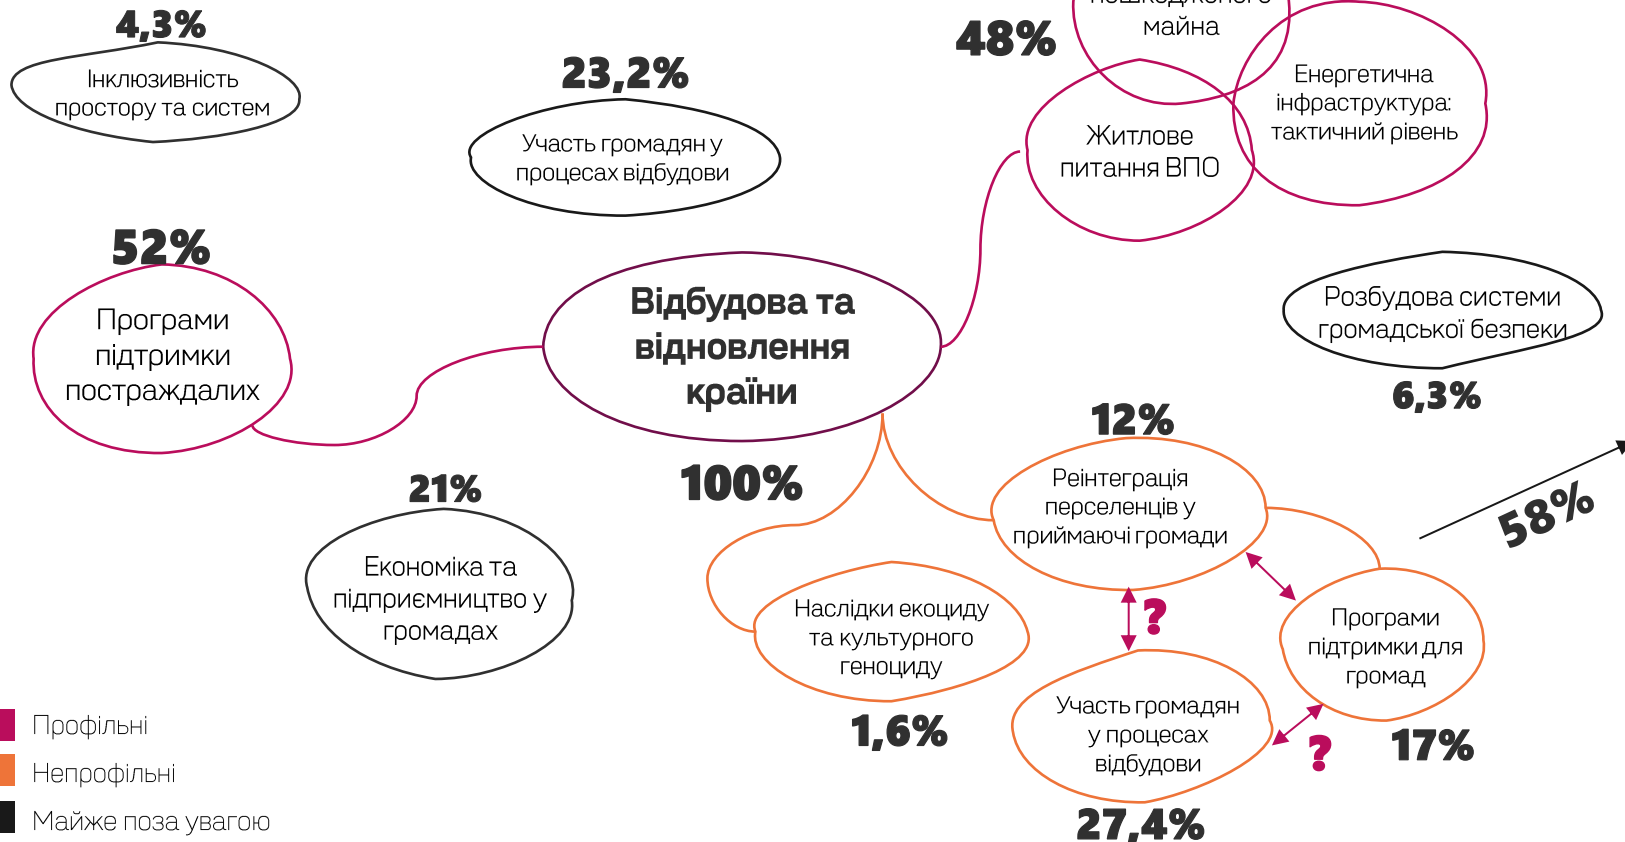 4,3%
Інклюзивність
простору та систем
23,2%
Участь громадян у
процесах відбудови
48%
майна
Житлове
питання ВПО
Енергетична
інфраструктура:
тактичний рівень
52%
Програми
підтримки
постраждалих
Відбудова та
відновлення
країни
100%
Розбудова системи
громадської безпеки
6,3%
12%
Реінтеграція
перселенців у
приймаючі громади
58%
21%
Економіка та
підприємництво у
громадах
Наслідки екоциду
та культурного
геноциду
1,6%
?
Програми
підтримки для
громад
17%
Участь громадян
у процесах
відбудови
?
27,4%
Профільні
Непрофільні
Майже поза увагою